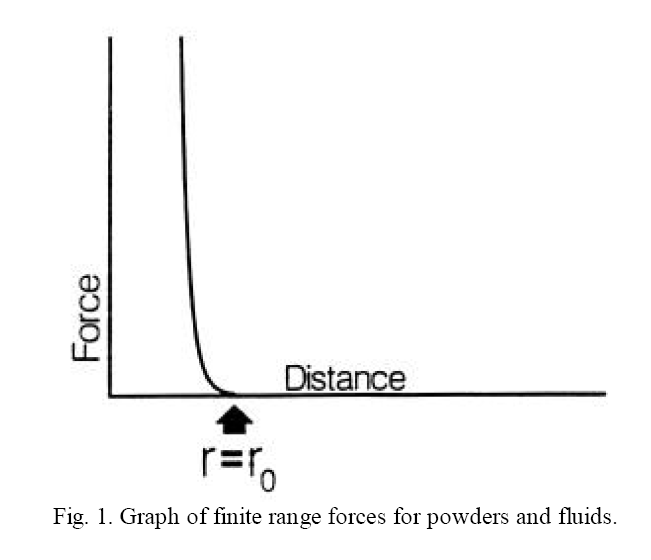 Force
Distance
r=r₀
Fig. 1. Graph of finite range forces for powders and fluids.